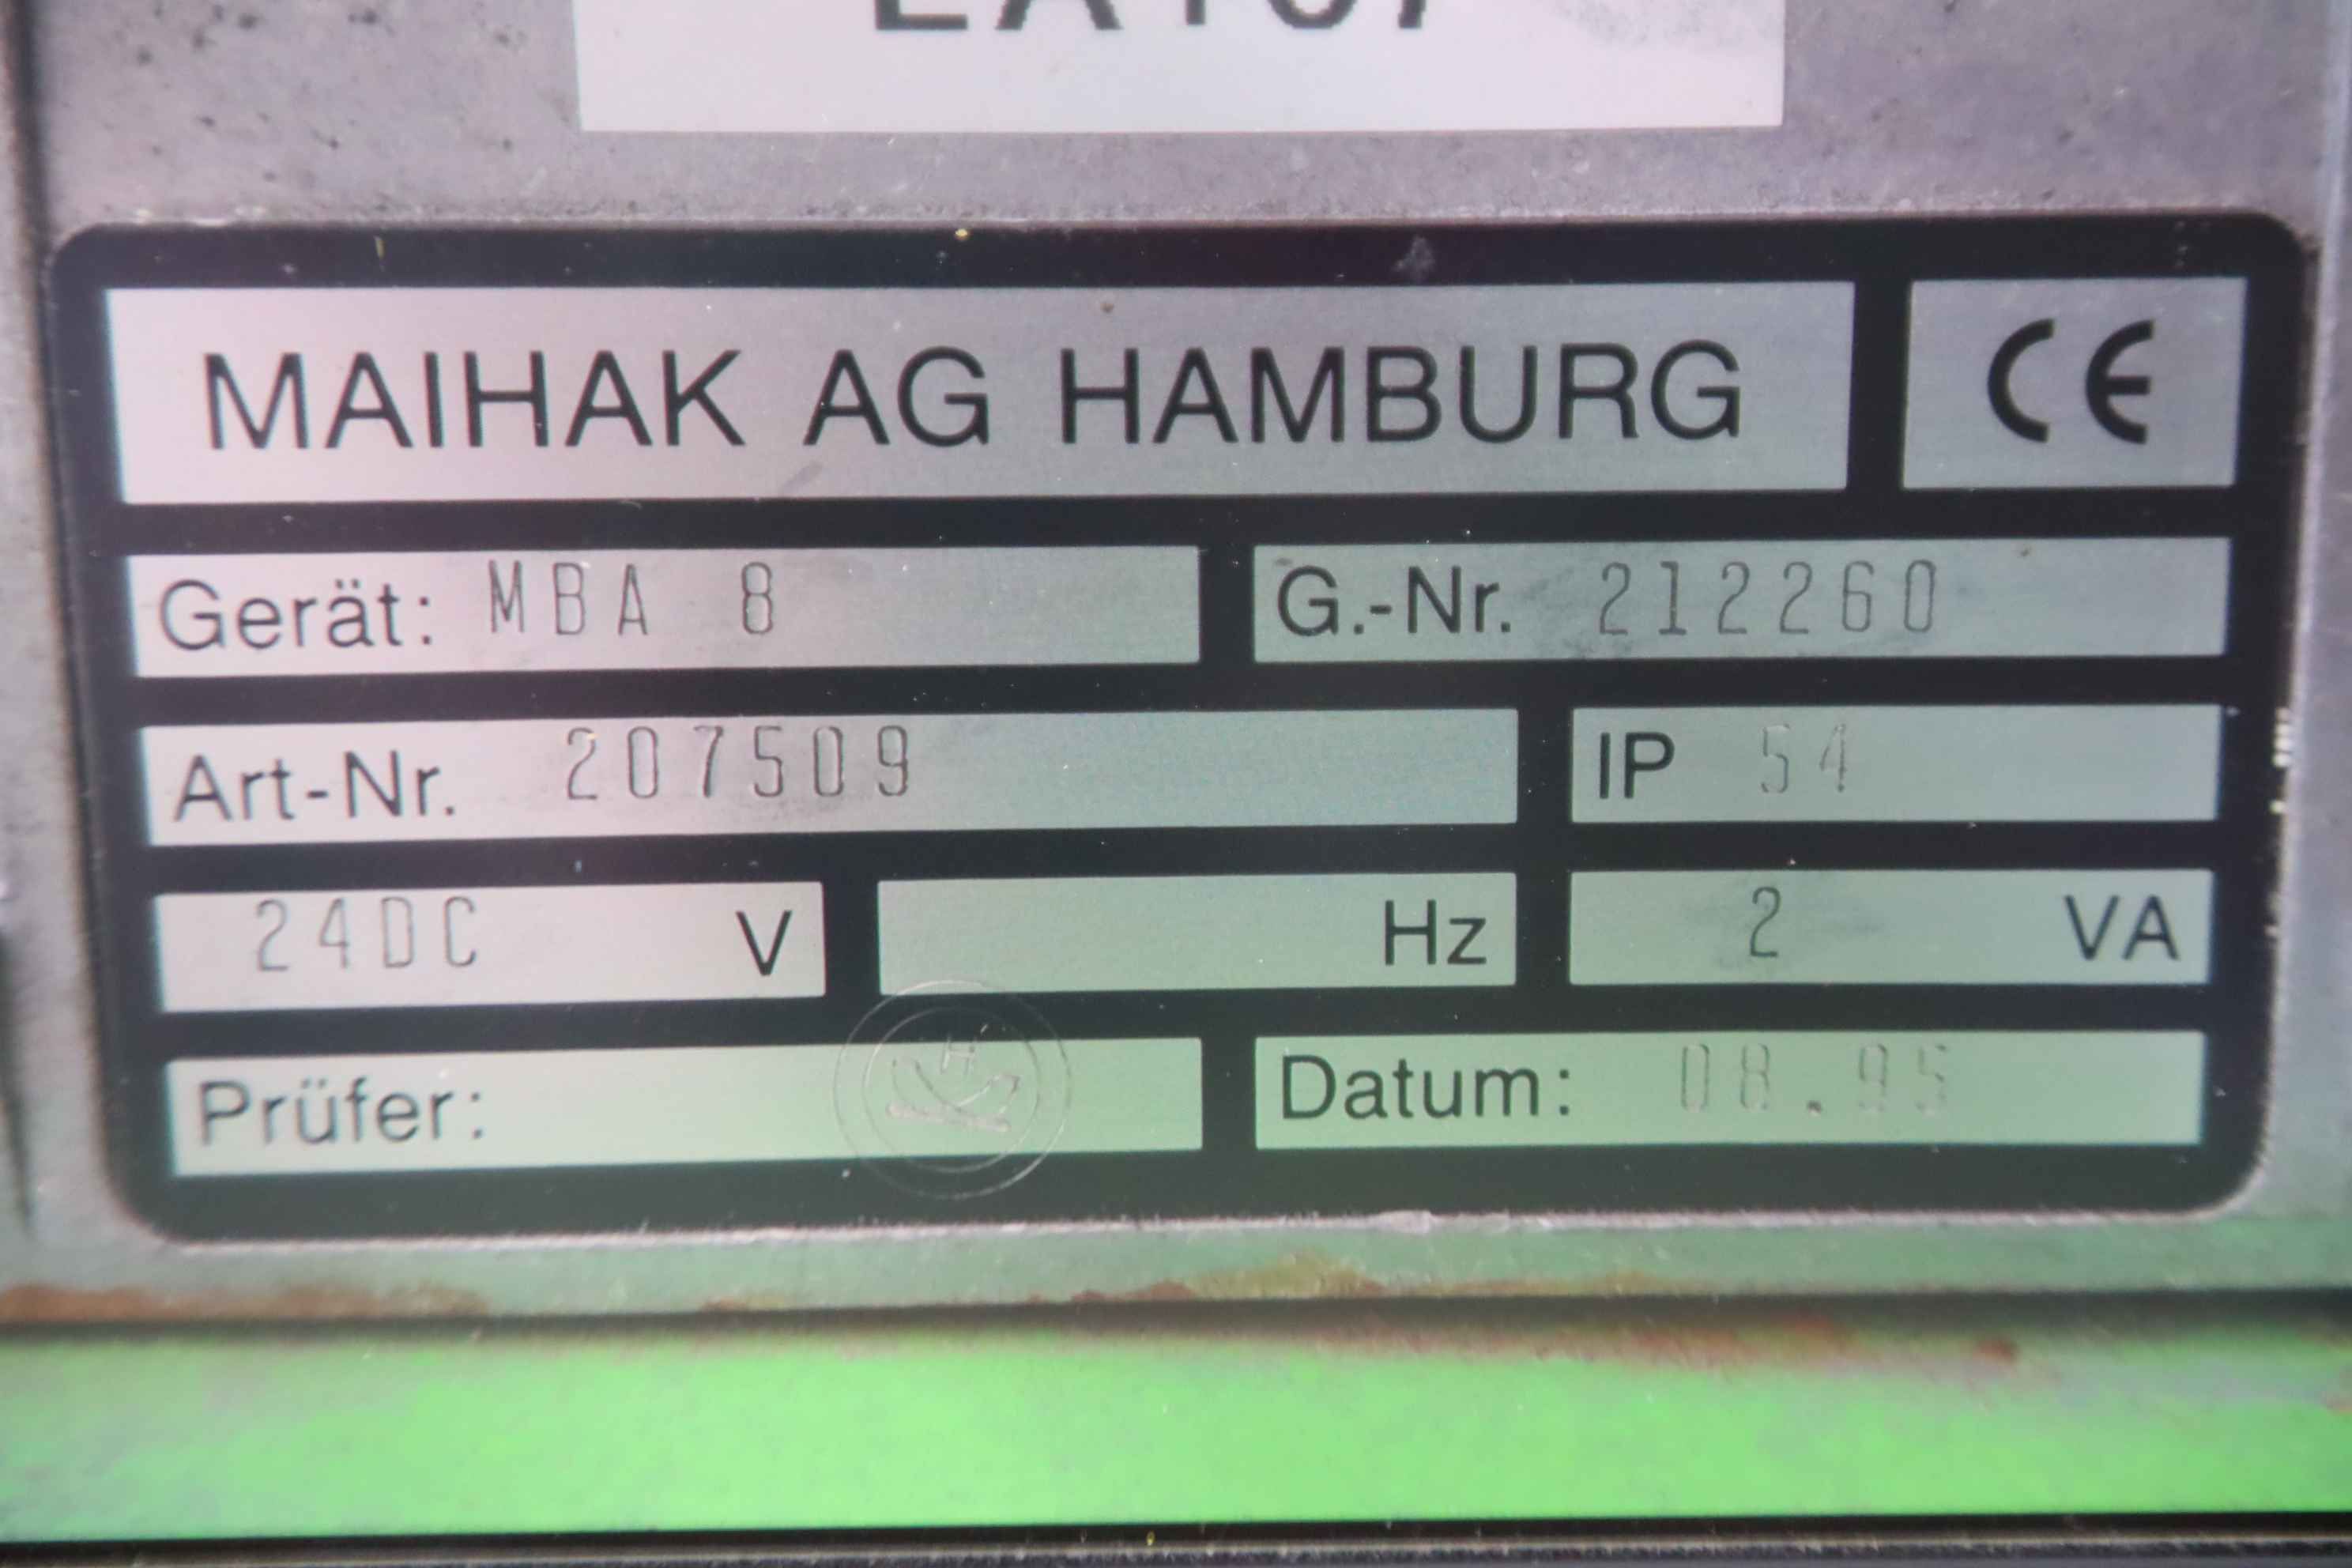 MAIHAK AG HAMBURG CE
Gerät: MBA 8 G.-Nr. 212260
Art-Nr. 207509 IP 54
24DC V Hz 2 VA
Prüfer: Datum: 08.95